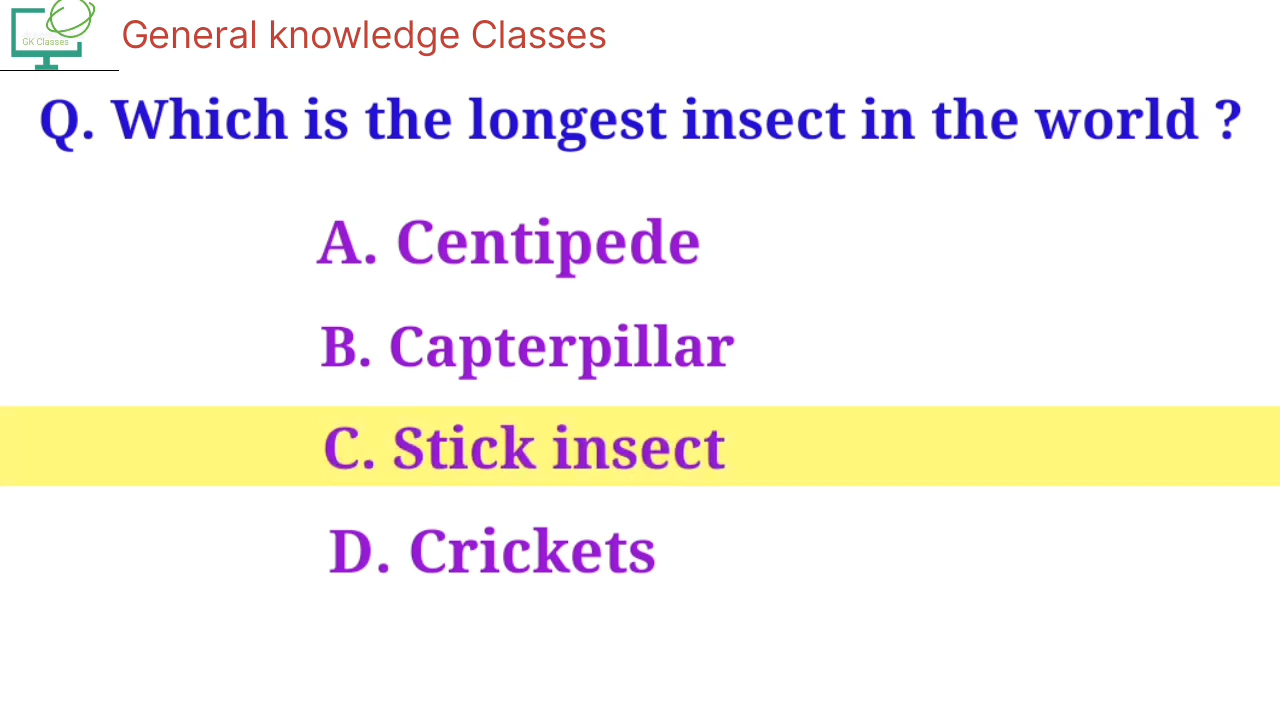 GK Classes
General knowledge Classes
Q. Which is the longest insect in the world ?
A. Centipede
B. Capterpillar
C. Stick insect
D. Crickets